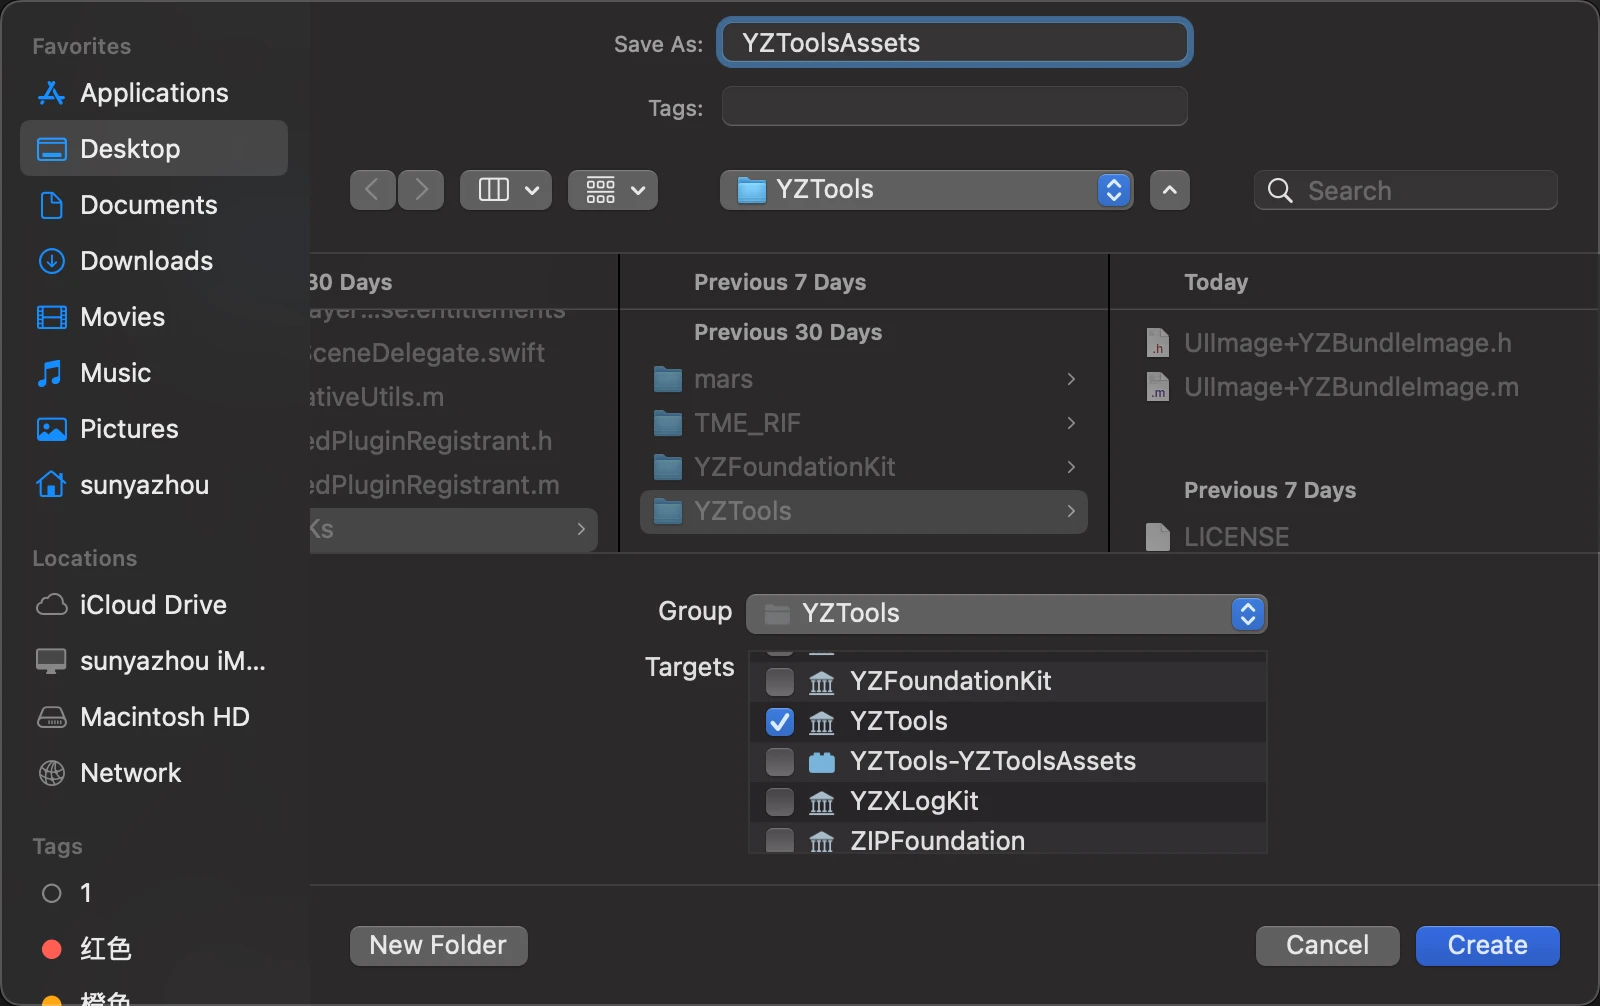 Favorites
Applications
Desktop
Documents
Downloads
Movies
Music
Pictures
sunyazhou
Locations
iCloud Drive
sunyazhou iM...
Macintosh HD
Network
Tags
1
红色
橙色
Save As: YZToolsAssets
Tags:
YZTools
Search
30 Days
ayer...se.entitlements
SceneDelegate.swift
ativeUtils.m
edPluginRegistrant.h
edPluginRegistrant.m
Ks
Previous 7 Days
Previous 30 Days
mars
TME_RIF
YZFoundationKit
YZTools
Today
.h UIImage+YZBundleImage.h
.m UIImage+YZBundleImage.m
Previous 7 Days
LICENSE
Group YZTools
Targets
YZFoundationKit
YZTools
YZTools-YZToolsAssets
YZXLogKit
ZIPFoundation
New Folder
Cancel
Create